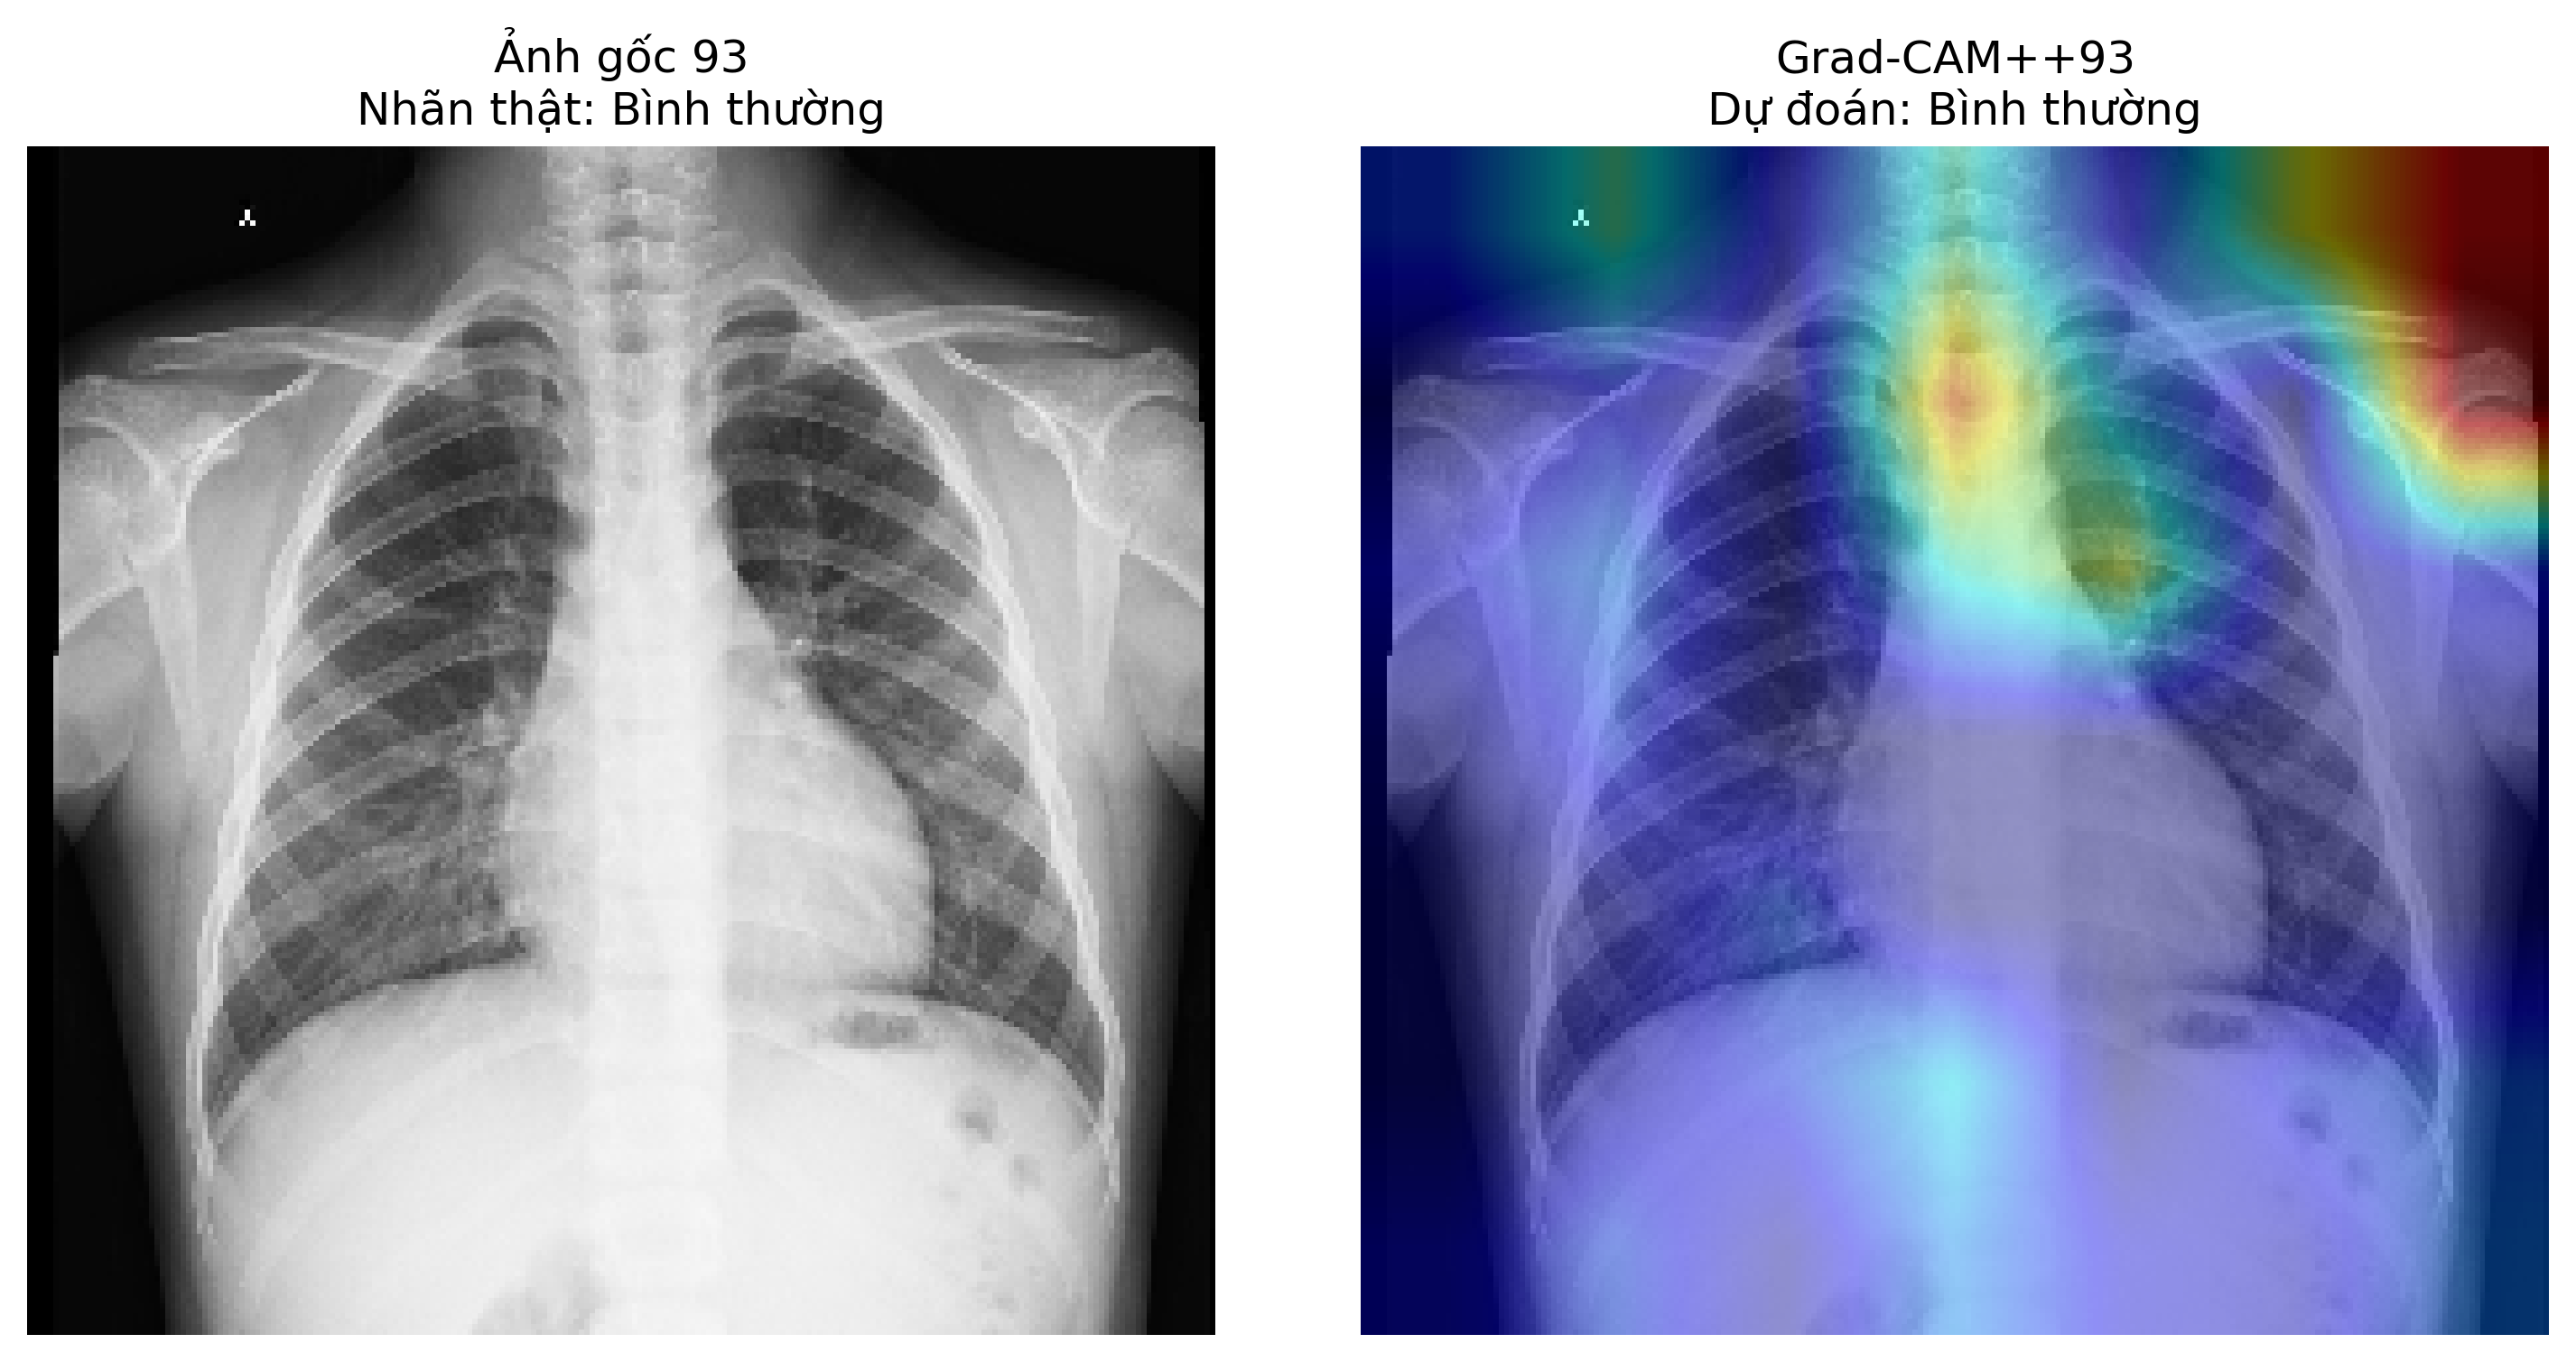 Ảnh gốc 93
Nhãn thật: Bình thường
Grad-CAM++93
Dự đoán: Bình thường